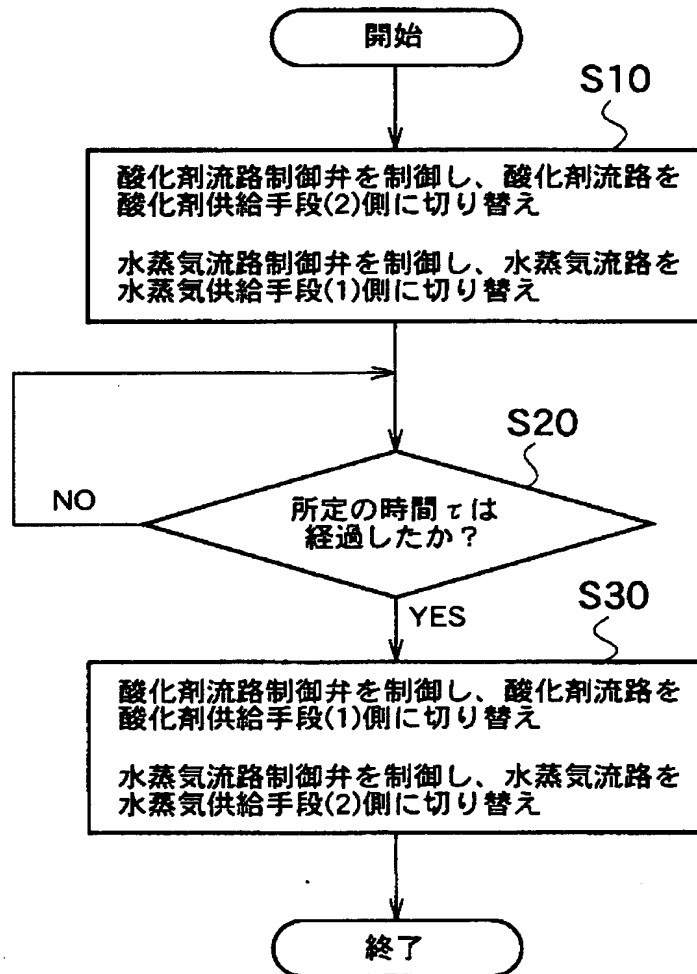 開始
S10
酸化剤流路制御弁を制御し、酸化剤流路を
酸化剤供給手段(2)側に切り替え
水蒸気流路制御弁を制御し、水蒸気流路を
水蒸気供給手段(1)側に切り替え
S20
NO
所定の時間τは
経過したか？
YES
S30
酸化剤流路制御弁を制御し、酸化剤流路を
酸化剤供給手段(1)側に切り替え
水蒸気流路制御弁を制御し、水蒸気流路を
水蒸気供給手段(2)側に切り替え
終了